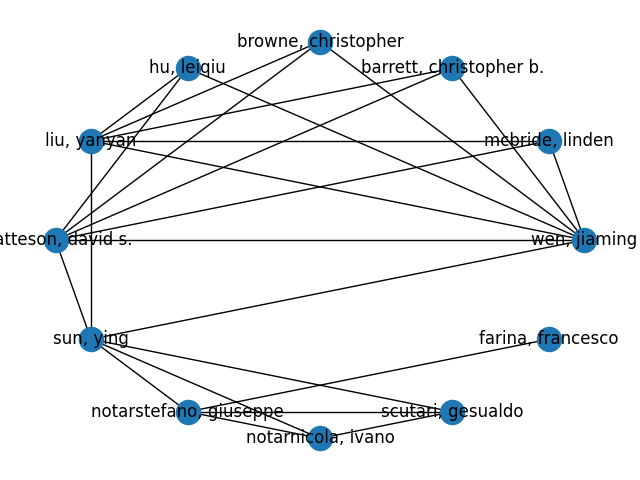 browne, christopher
hu, leiqiu
barrett, christopher b.
liu, yanyan
mcbride, linden
atteson, david s.
wen, jiaming
sun, ying
farina, francesco
notarstefano, giuseppe
scutari, gesualdo
notarnicola, ivano